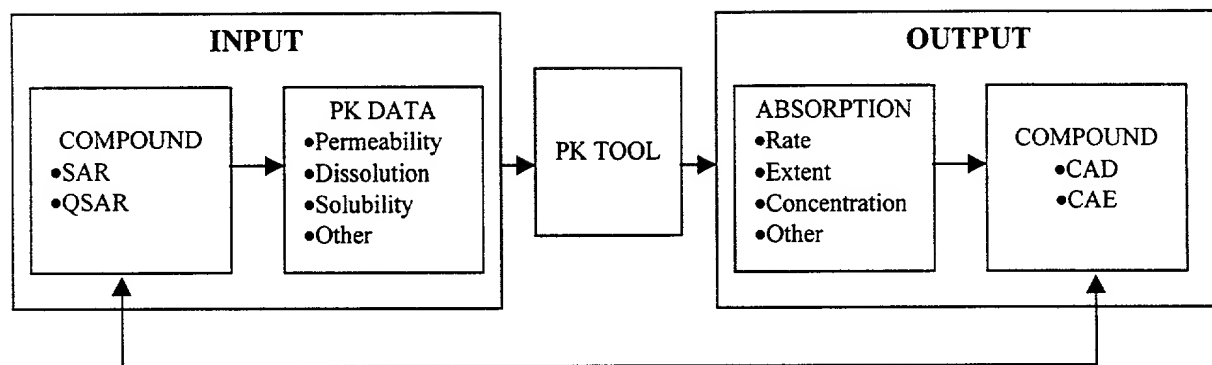 INPUT
COMPOUND
•SAR
•QSAR
PK DATA
•Permeability
•Dissolution
•Solubility
•Other
PK TOOL
OUTPUT
ABSORPTION
•Rate
•Extent
•Concentration
•Other
COMPOUND
•CAD
•CAE